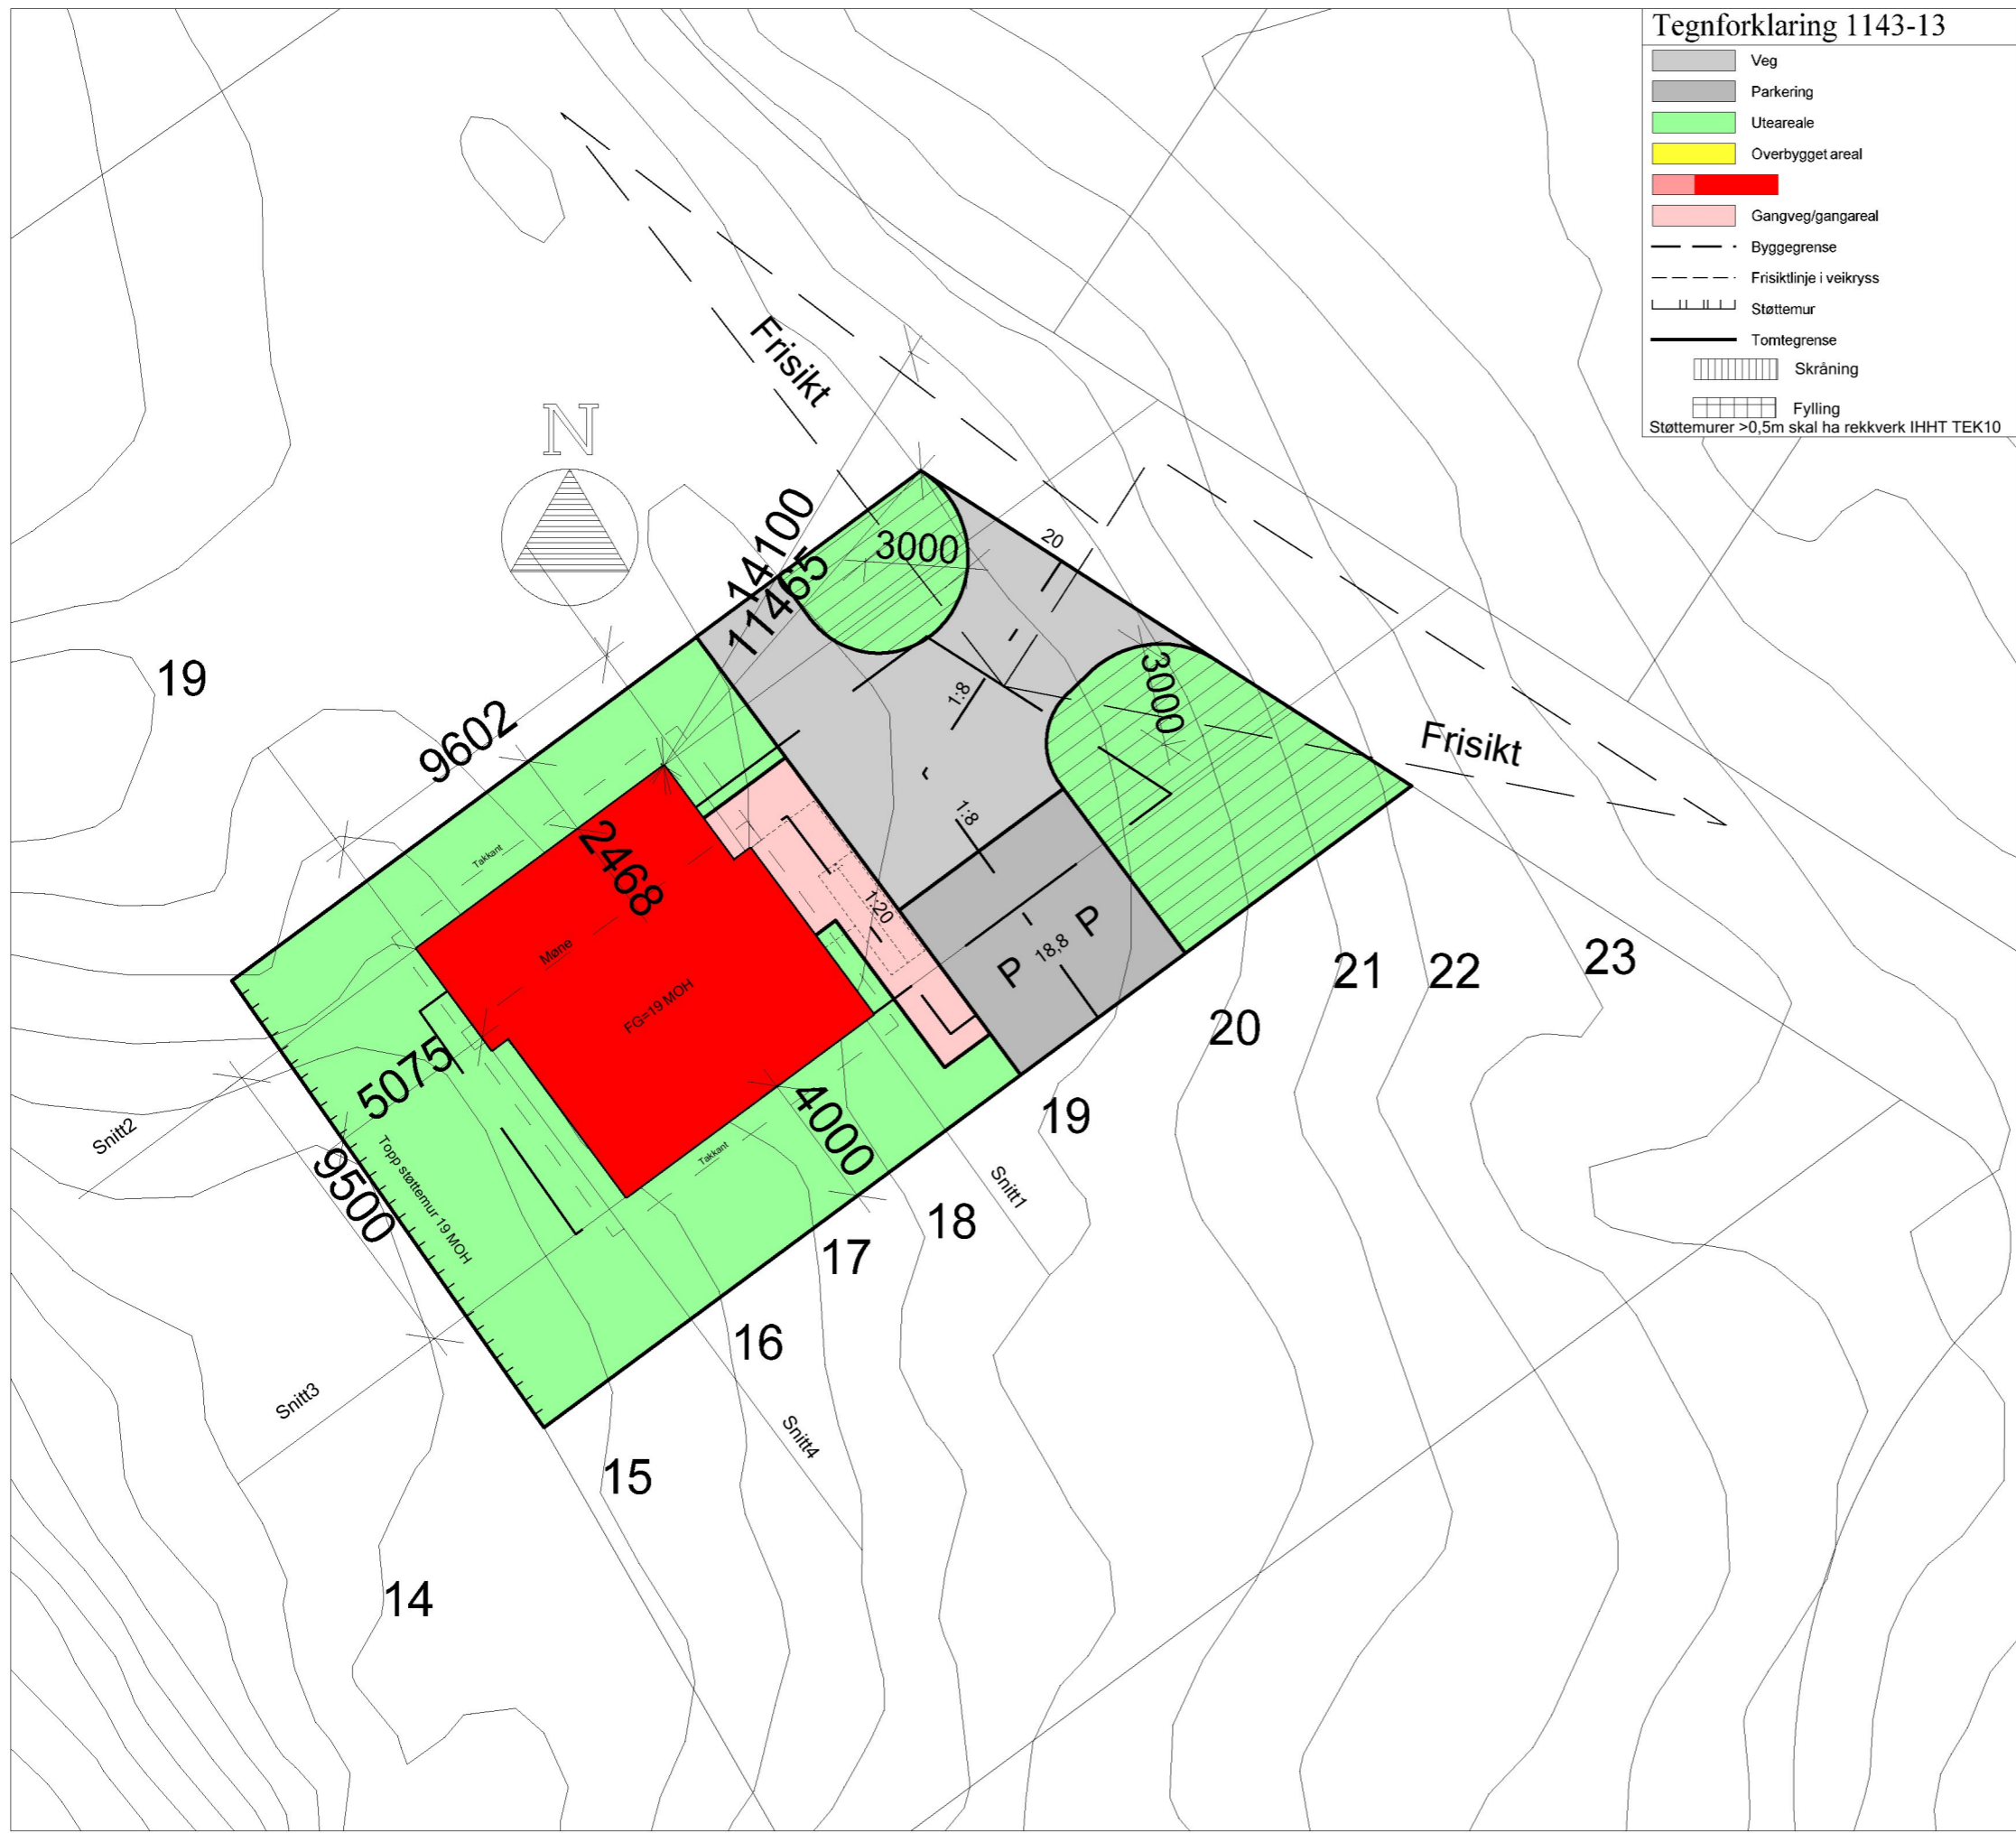 Tegnforklaring 1143-13
Veg
Parkering
Uteareale
Overbygget areal
Gangveg/gangareal
Byggegrense
Frisiktlinje i veikryss
Støttemur
Tomtegrense
Skråning
Fylling
Støttemurer >0,5m skal ha rekkverk IHHT TEK10
N
Frisikt
14100
11465
3000
20
19
9602
3000
1:8
Frisikt
1:8
Takkant
2468
1:20
Møne
P 18,8 P
FG=19 MOH
21
22
23
20
5075
4000
19
Takkant
Snitt2
9500
Topp støttemur 19 MOH
Snitt1
18
17
16
Snitt3
Snitt4
15
14